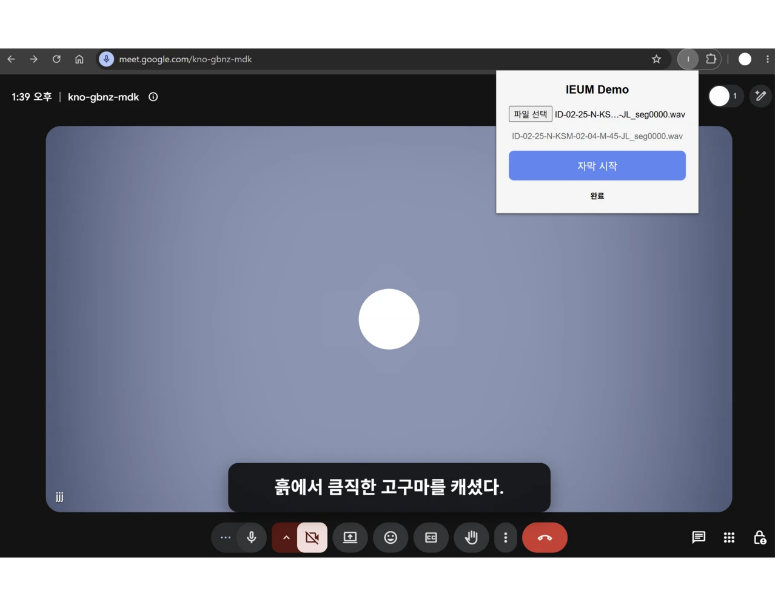 meet.google.com/kno-gbnz-mdk
IEUM Demo
파일 선택 ID-02-25-N-KS...-JL_seg0000.wav
ID-02-25-N-KSM-02-04-M-45-JL_seg0000.wav
자막 시작
완료
1:39 오후 | kno-gbnz-mdk
1
흙에서 큼직한 고구마를 캐셨다.
jjj